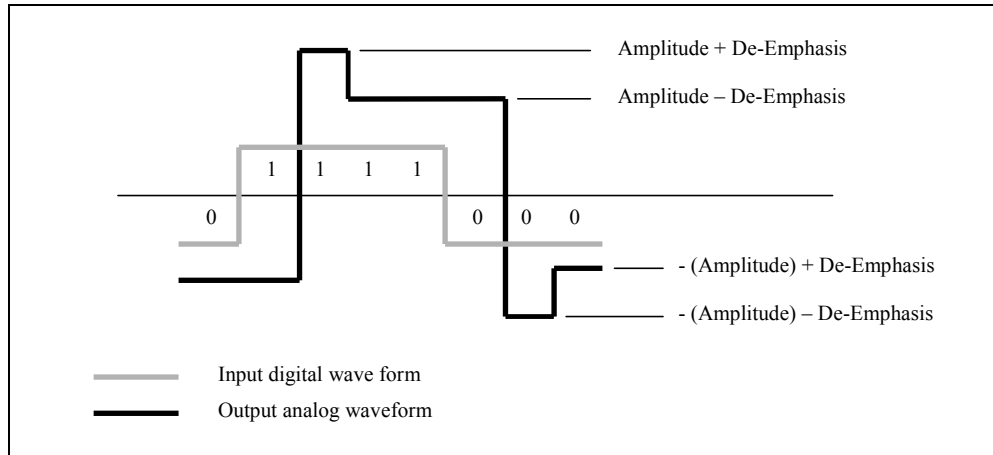 Amplitude + De-Emphasis
Amplitude – De-Emphasis
1 1 1 1
0 0 0 0
- (Amplitude) + De-Emphasis
- (Amplitude) – De-Emphasis
Input digital wave form
Output analog waveform